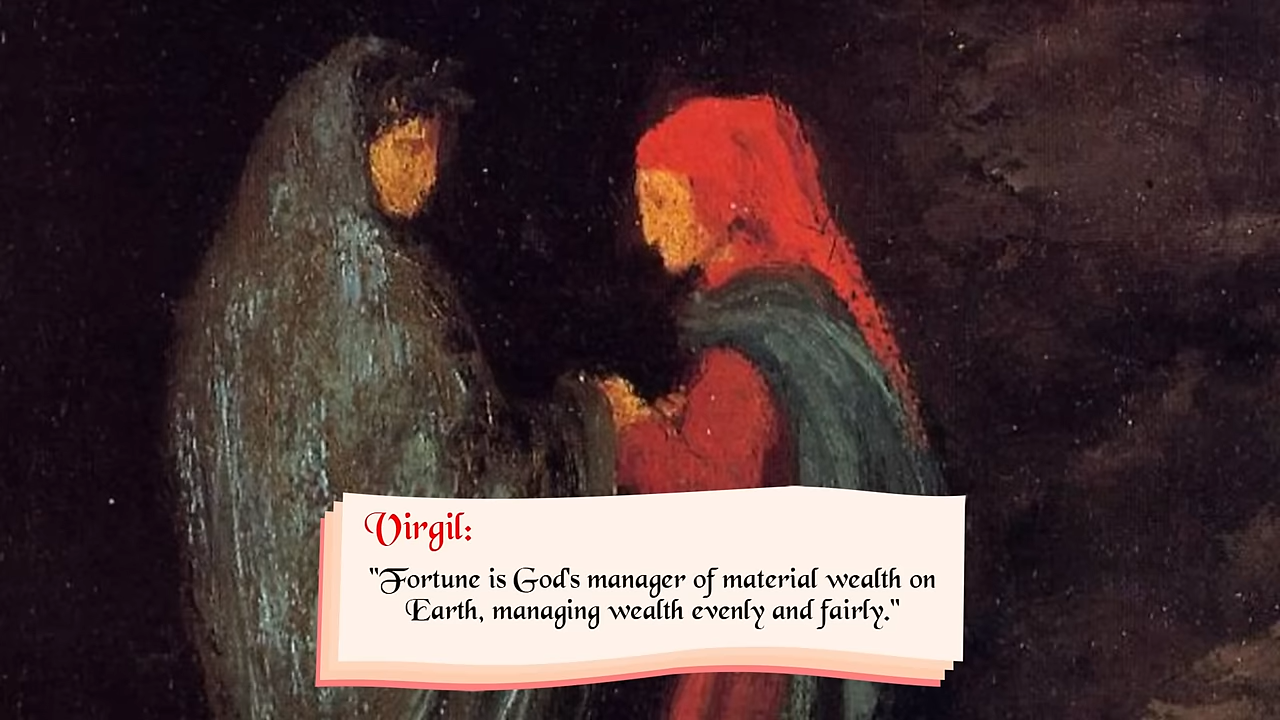 Virgil:
"Fortune is God's manager of material wealth on
Earth, managing wealth evenly and fairly."